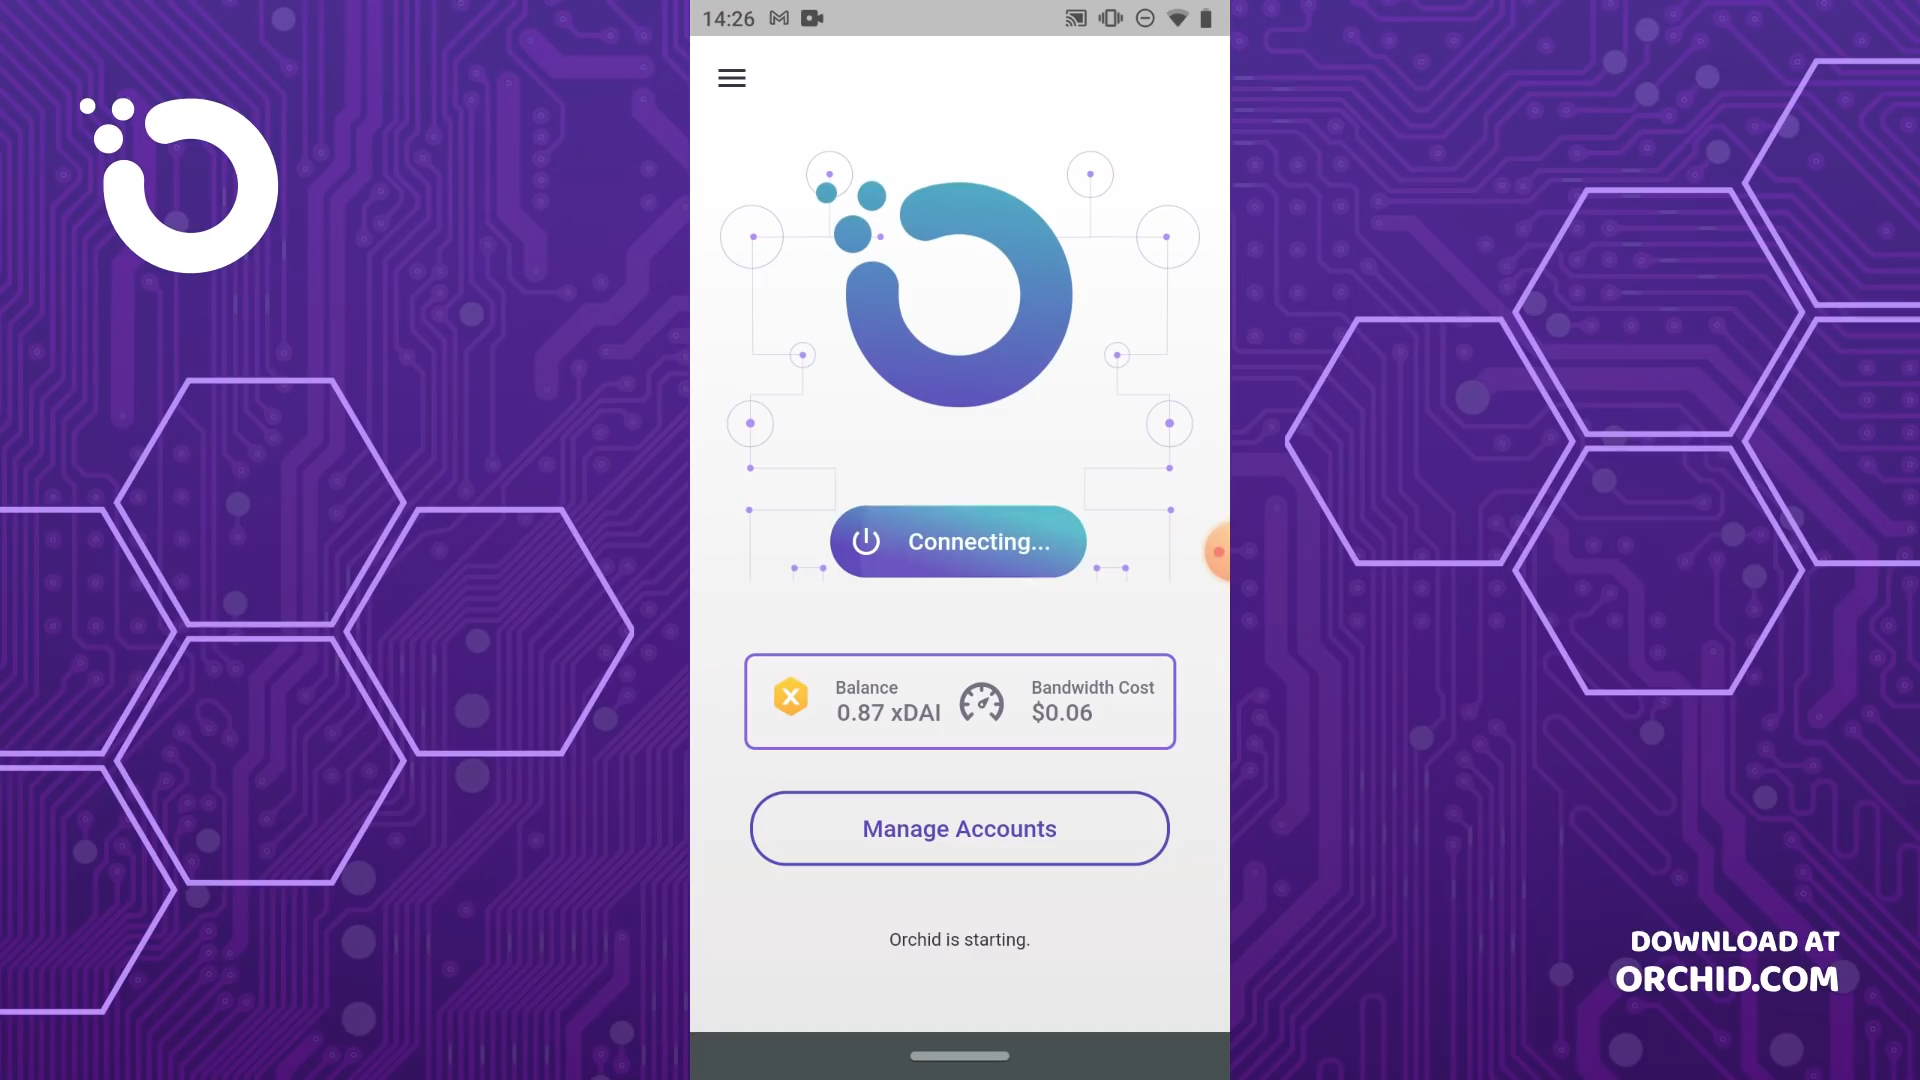 14:26
Connecting...
Balance
0.87 xDAI
Bandwidth Cost
$0.06
Manage Accounts
Orchid is starting.
DOWNLOAD AT
ORCHID.COM